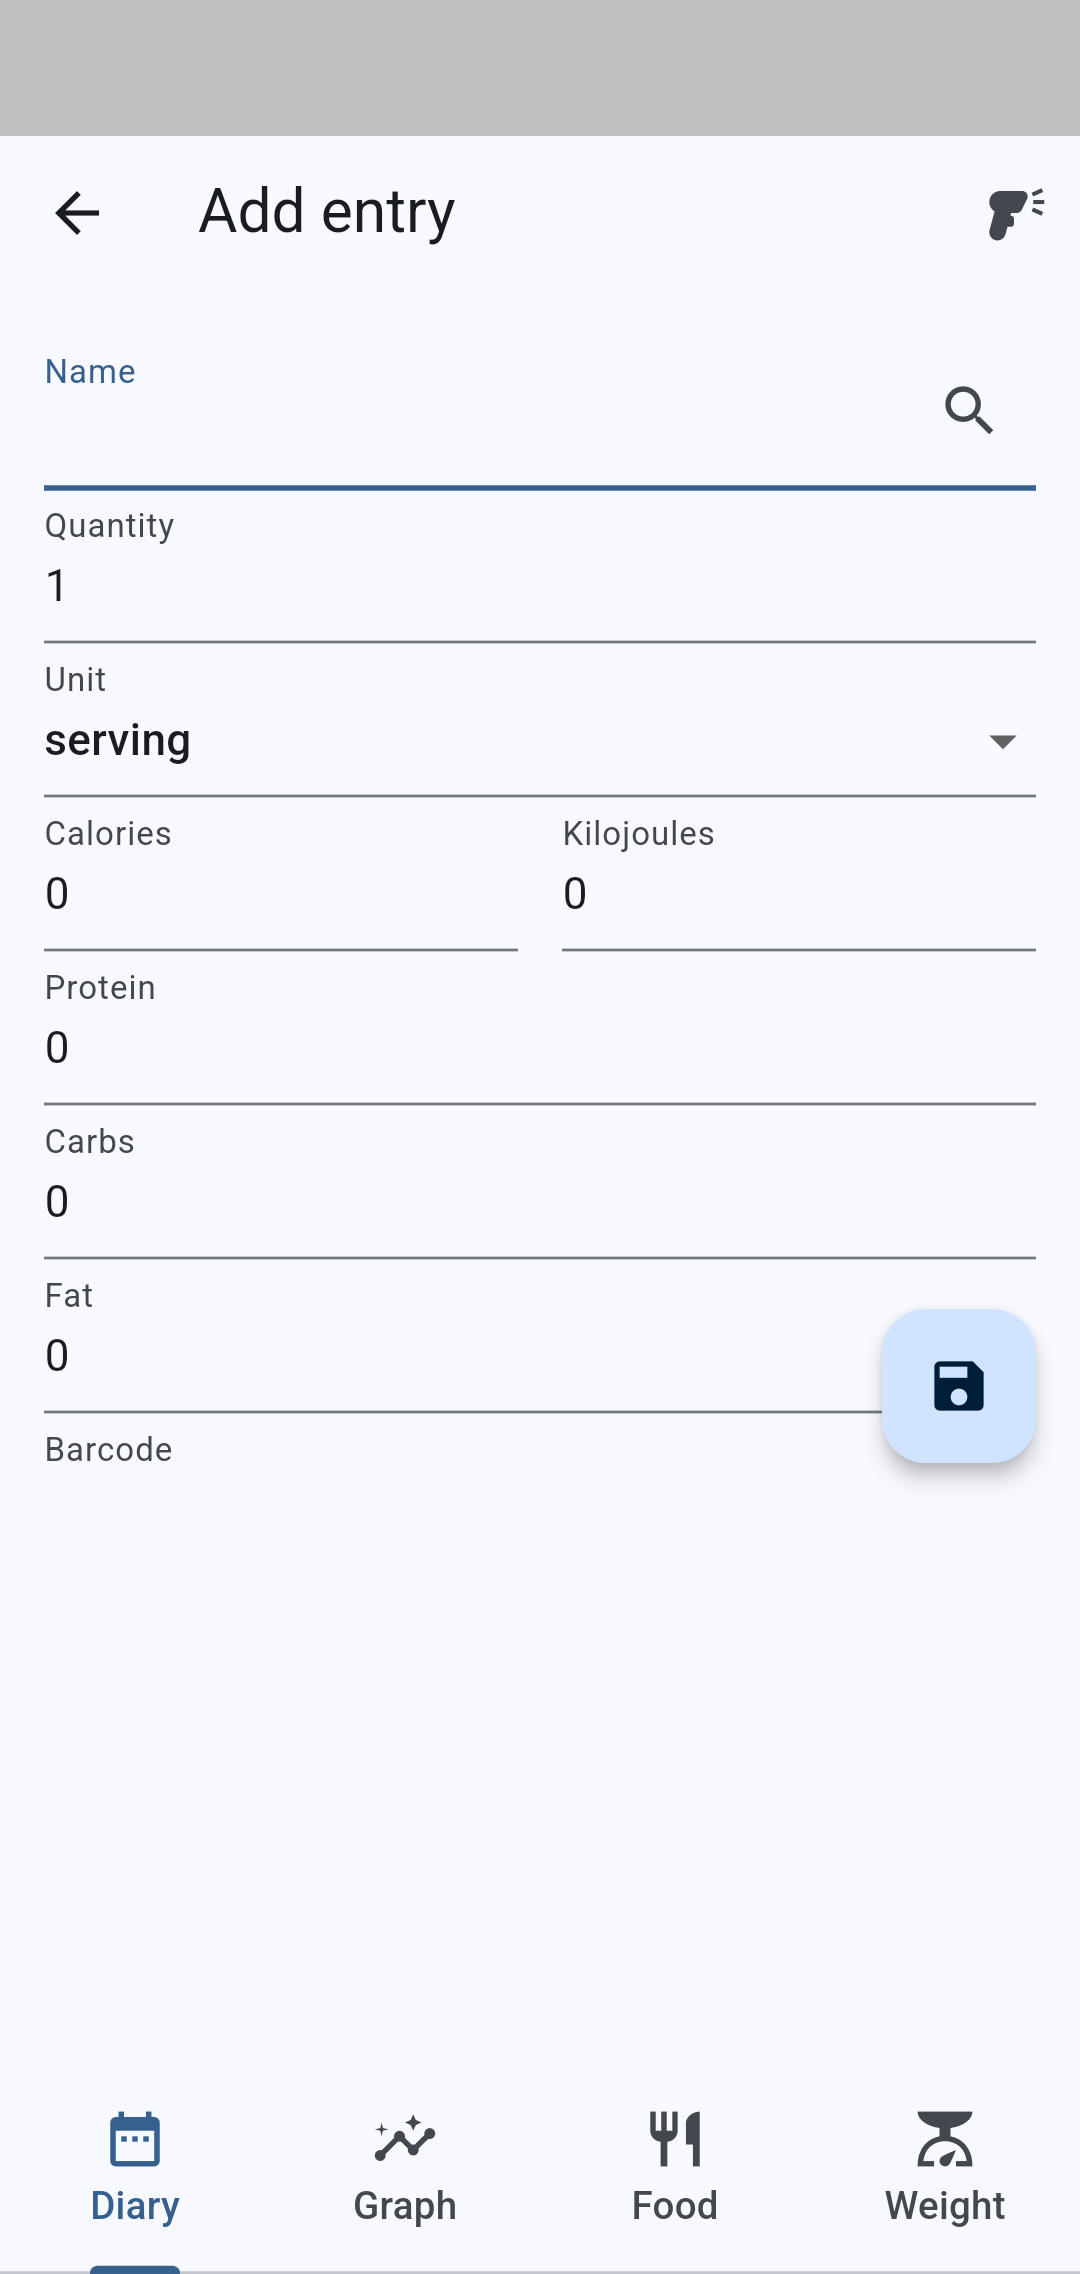 Add entry
Name
Quantity
1
Unit
serving
Calories
Kilojoules
0
0
Protein
0
Carbs
0
Fat
0
Barcode
Diary
Graph
Food
Weight